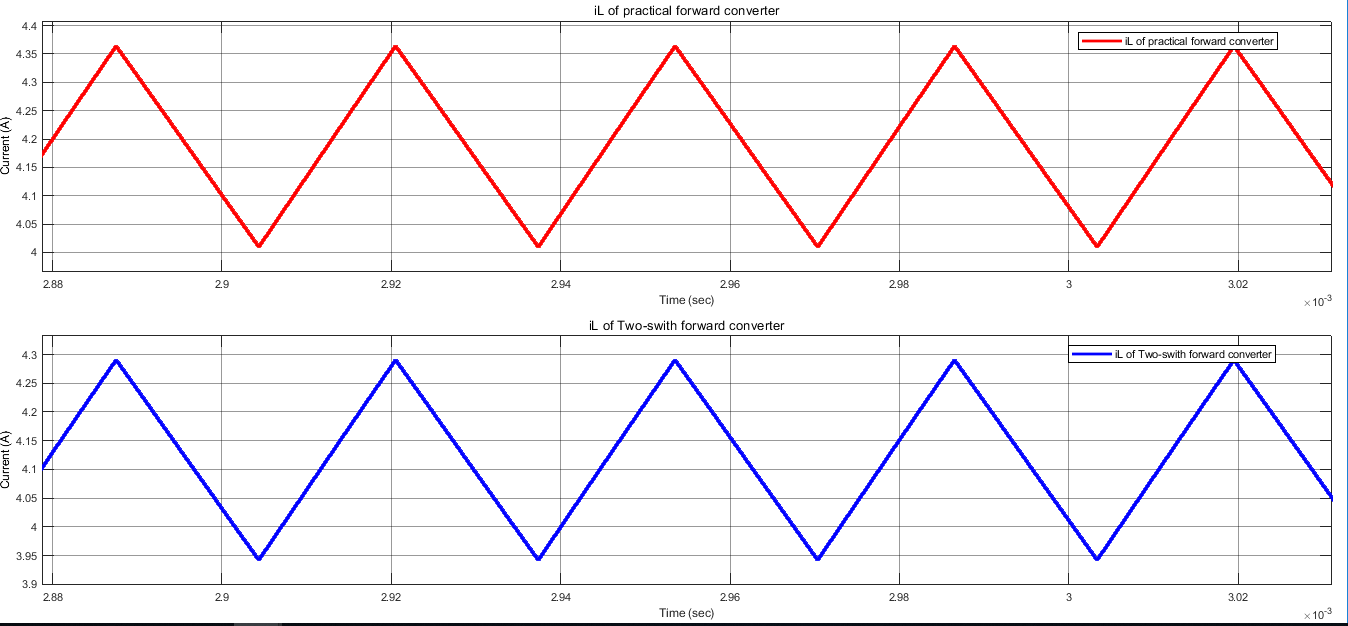 iL of practical forward converter
iL of practical forward converter
4.4
4.35
4.3
4.25
4.2
4.15
4.1
4.05
4
Current (A)
2.88 2.9 2.92 2.94 2.96 2.98 3 3.02
Time (sec)
×10-3
iL of Two-swith forward converter
iL of Two-swith forward converter
4.3
4.25
4.2
4.15
4.1
4.05
4
3.95
3.9
Current (A)
2.88 2.9 2.92 2.94 2.96 2.98 3 3.02
Time (sec)
×10-3